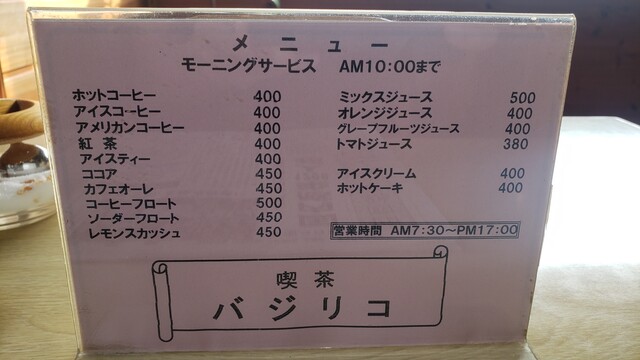 メニュー
モーニングサービス AM10:00まで
ホットコーヒー 400
アイスコーヒー 400
アメリカンコーヒー 400
紅茶 400
アイスティー 400
ココア 450
カフェオーレ 450
コーヒーフロート 500
ソーダーフロート 450
レモンスカッシュ 450
ミックスジュース 500
オレンジジュース 400
グレープフルーツジュース 400
トマトジュース 380
アイスクリーム 400
ホットケーキ 400
営業時間 AM7:30〜PM17:00
喫茶
バジリコ